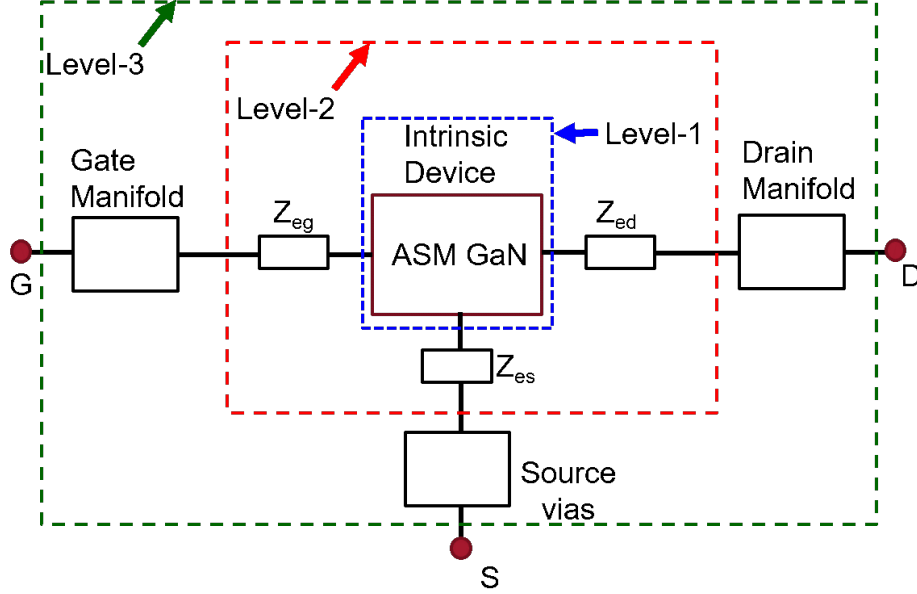 Level-3
Level-2
Intrinsic
Device
Level-1
Gate
Manifold
Drain
Manifold
Z_eg
ASM GaN
Z_ed
G
D
Z_es
Source
vias
S